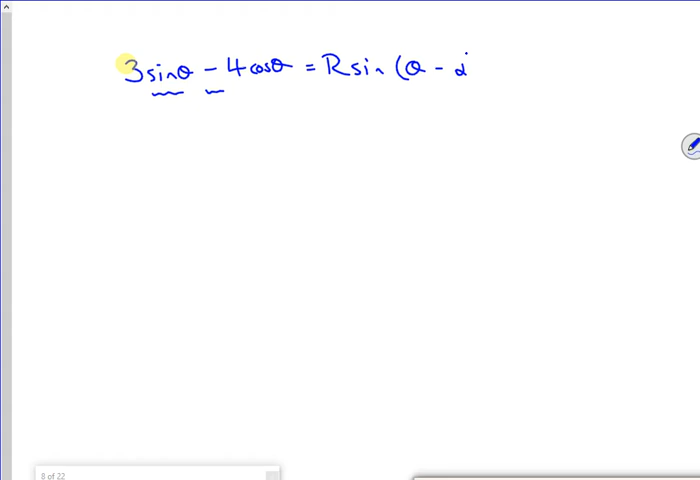 3sinθ - 4cosθ = Rsin (θ - α
8 of 22